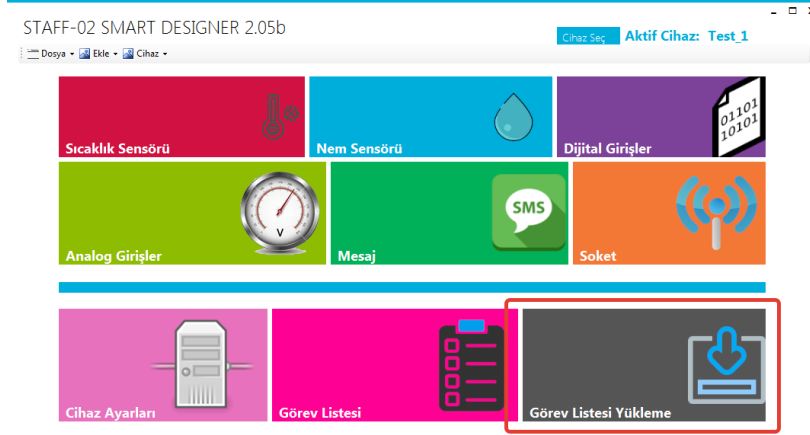 STAFF-02 SMART DESIGNER 2.05b
Cihaz Seç Aktif Cihaz: Test_1
Dosya Ekle Cihaz
Sıcaklık Sensörü
Nem Sensörü
01101
10101
Dijital Girişler
V
Analog Girişler
SMS
Mesaj
Soket
Cihaz Ayarları
Görev Listesi
Görev Listesi Yükleme